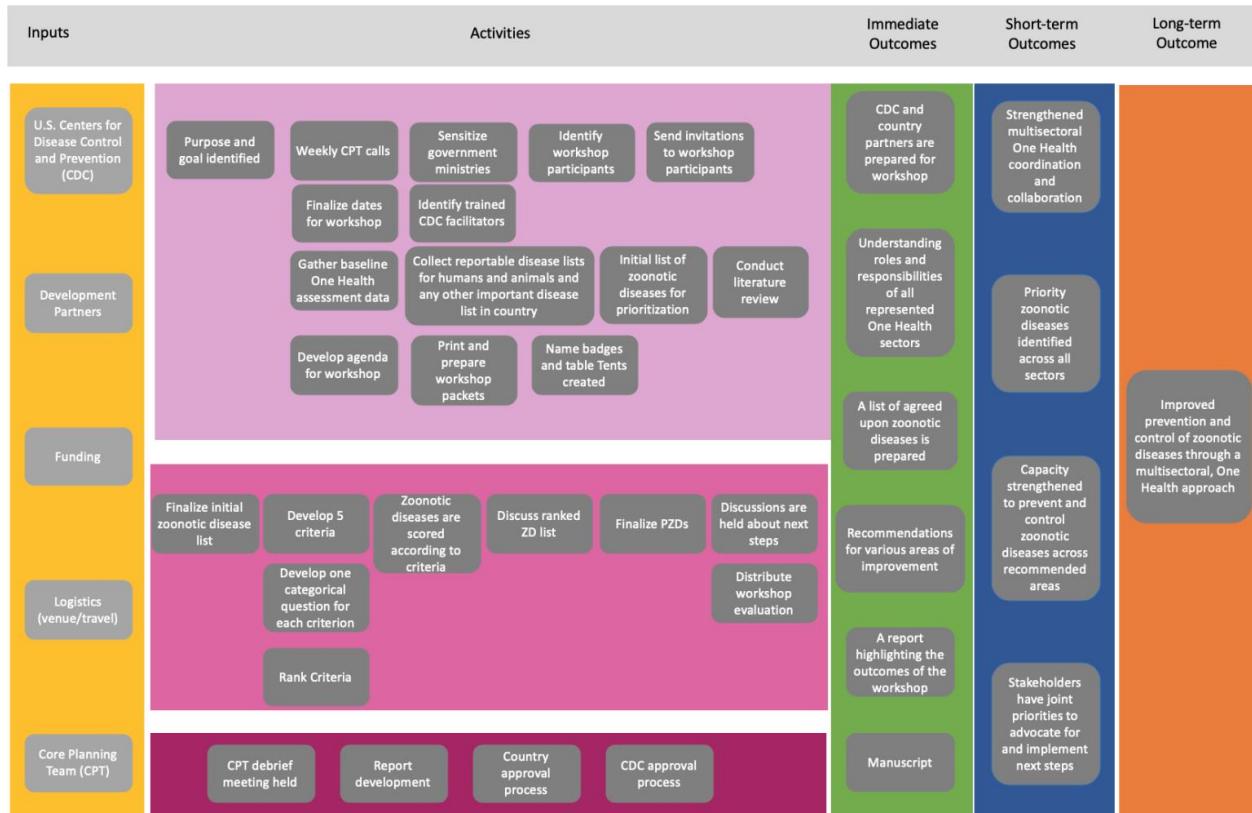 Inputs
Activities
Immediate
Outcomes
Short-term
Outcomes
Long-term
Outcome
U.S. Centers for
Disease Control
and Prevention
(CDC)
Development
Partners
Funding
Logistics
(venue/travel)
Core Planning
Team (CPT)
Purpose and
goal identified
Weekly CPT calls
Sensitize
government
ministries
Identify
workshop
participants
Send invitations
to workshop
participants
Finalize dates
for workshop
Identify trained
CDC facilitators
Gather baseline
One Health
assessment data
Collect reportable disease lists
for humans and animals and
any other important disease
list in country
Initial list of
zoonotic
diseases for
prioritization
Conduct
literature
review
Develop agenda
for workshop
Print and
prepare
workshop
packets
Name badges
and table Tents
created
Finalize initial
zoonotic disease
list
Develop 5
criteria
Zoonotic
diseases are
scored
according to
criteria
Discuss ranked
ZD list
Finalize PZDs
Discussions are
held about next
steps
Develop one
categorical
question for
each criterion
Distribute
workshop
evaluation
Rank Criteria
CPT debrief
meeting held
Report
development
Country
approval
process
CDC approval
process
CDC and
country
partners are
prepared for
workshop
Understanding
roles and
responsibilities
of all
represented
One Health
sectors
A list of agreed
upon zoonotic
diseases is
prepared
Recommendations
for various areas of
improvement
A report
highlighting the
outcomes of the
workshop
Manuscript
Strengthened
multisectoral
One Health
coordination
and
collaboration
Priority
zoonotic
diseases
identified
across all
sectors
Capacity
strengthened
to prevent and
control
zoonotic
diseases across
recommended
areas
Stakeholders
have joint
priorities to
advocate for
and implement
next steps
Improved
prevention and
control of zoonotic
diseases through a
multisectoral, One
Health approach